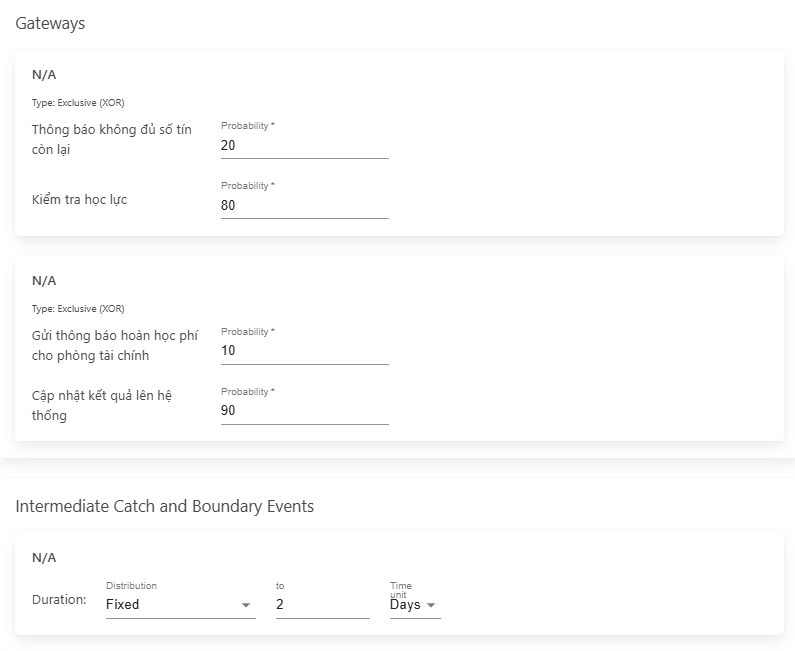 Gateways
N/A
Type: Exclusive (XOR)
Thông báo không đủ số tín
còn lại
Probability *
20
Kiểm tra học lực
Probability *
80
N/A
Type: Exclusive (XOR)
Gửi thông báo hoàn học phí
cho phòng tài chính
Probability *
10
Cập nhật kết quả lên hệ
thống
Probability *
90
Intermediate Catch and Boundary Events
N/A
Duration:
Distribution
Fixed
to
2
Time
unit
Days